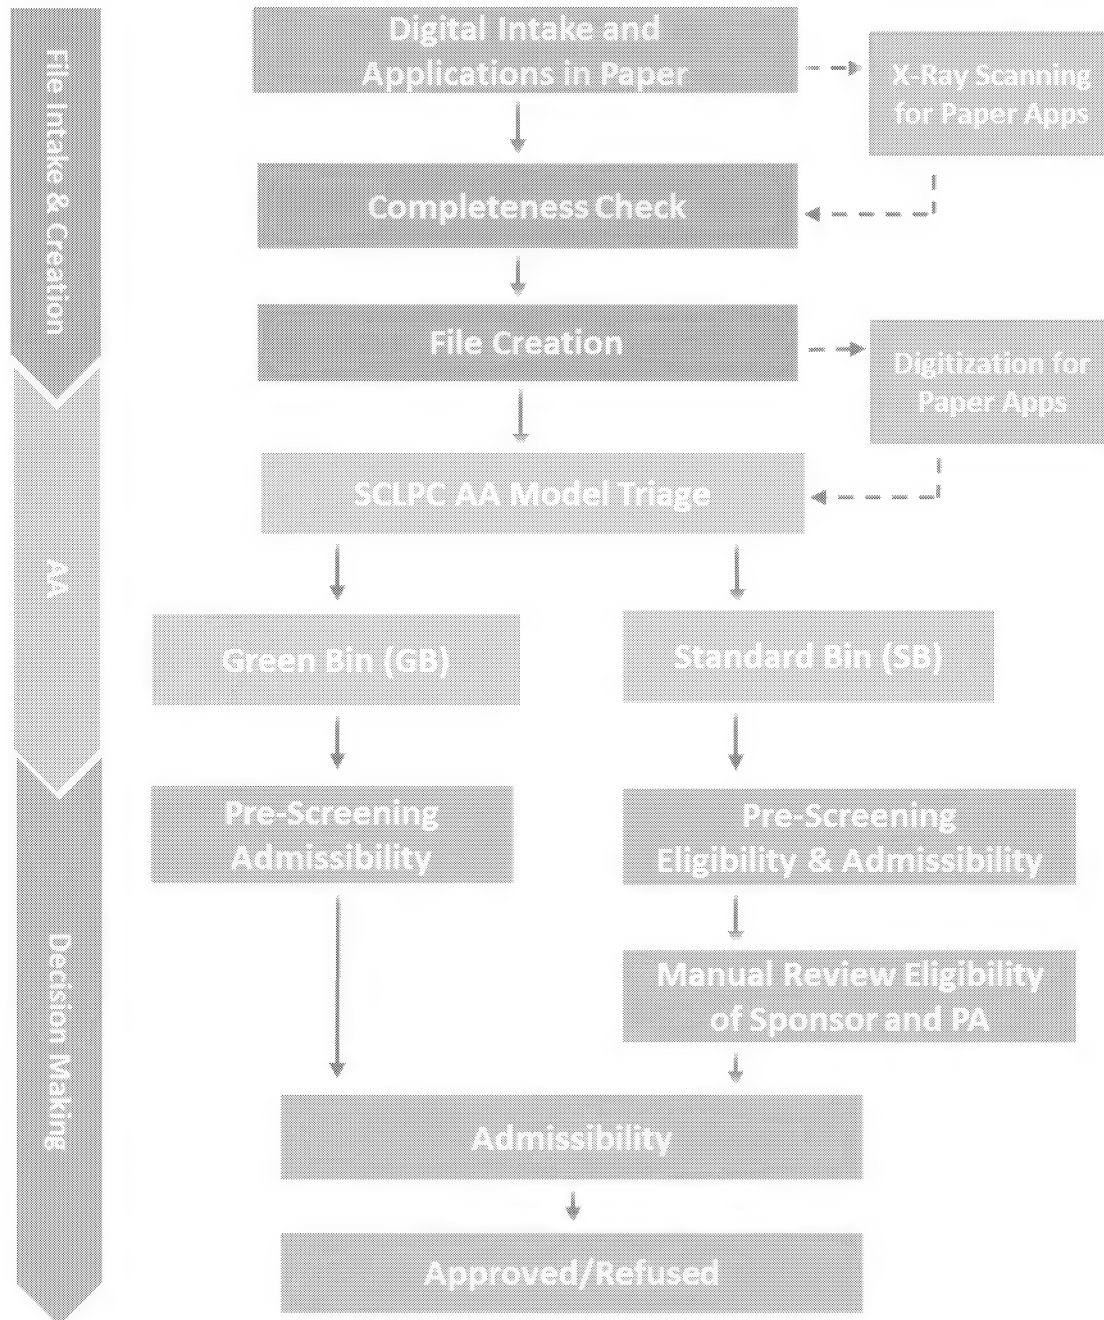 File Intake & Creation
AA
Decision Making
Digital Intake and
Applications in Paper
X-Ray Scanning
for Paper Apps
Completeness Check
File Creation
Digitization for
Paper Apps
SCLPC AA Model Triage
Green Bin (GB)
Standard Bin (SB)
Pre-Screening
Admissibility
Pre-Screening
Eligibility & Admissibility
Manual Review Eligibility
of Sponsor and PA
Admissibility
Approved/Refused